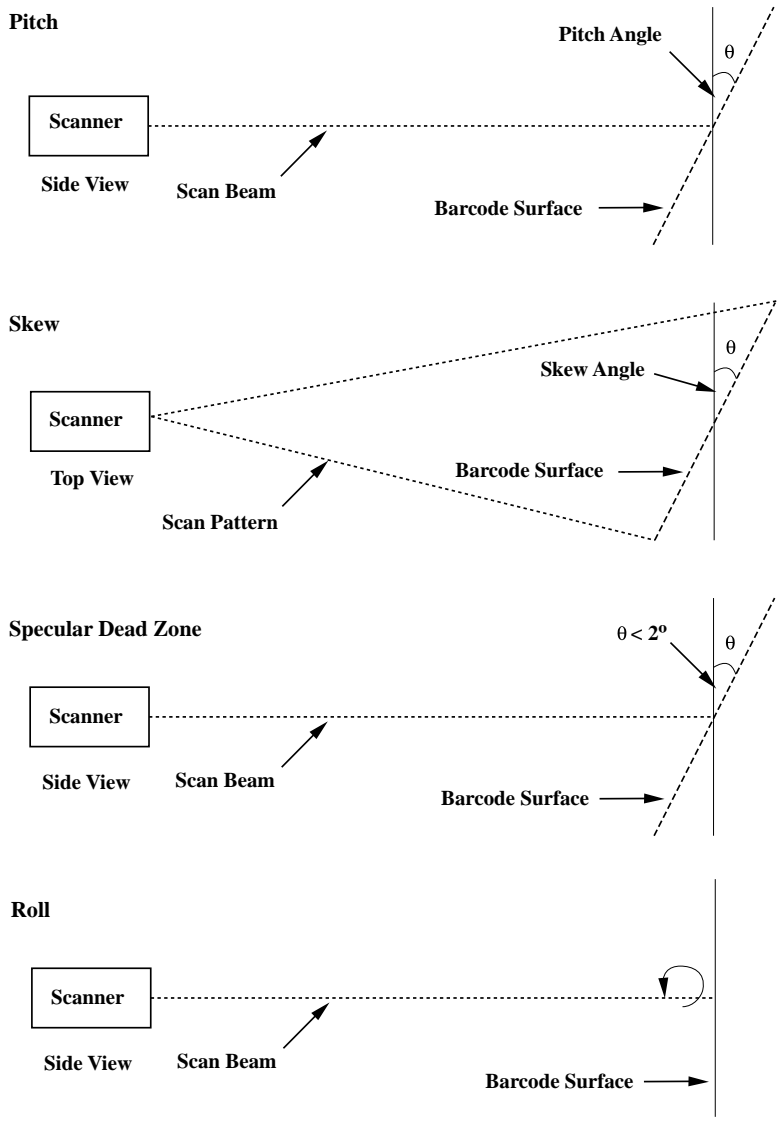 Pitch
Pitch Angle
θ
Scanner
Side View
Scan Beam
Barcode Surface
Skew
Skew Angle
θ
Scanner
Top View
Barcode Surface
Scan Pattern
Specular Dead Zone
θ < 2º
θ
Scanner
Side View
Scan Beam
Barcode Surface
Roll
Scanner
Side View
Scan Beam
Barcode Surface